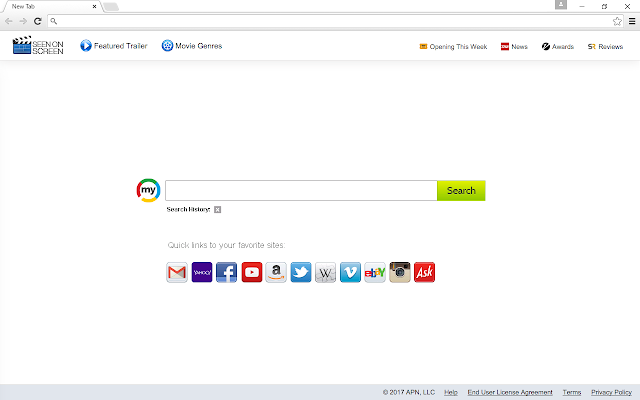 New Tab
SEEN ON
SCREEN
Featured Trailer
Movie Genres
Opening This Week
News
Awards
SR Reviews
my
Search
Search History:
Quick links to your favorite sites:
YAHOO!
W
ebay
Ask
© 2017 APN, LLC Help End User License Agreement Terms Privacy Policy